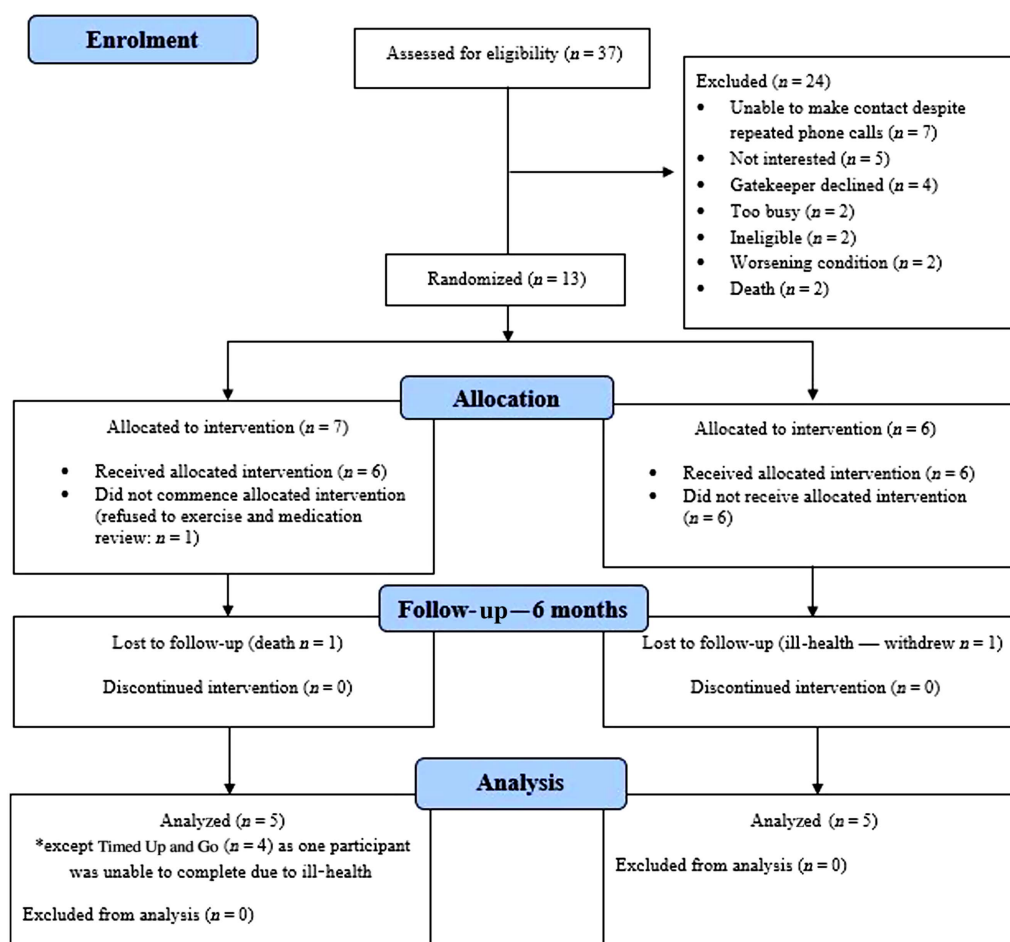 Enrolment
Assessed for eligibility (n = 37)
Excluded (n = 24)
• Unable to make contact despite
repeated phone calls (n = 7)
• Not interested (n = 5)
• Gatekeeper declined (n = 4)
• Too busy (n = 2)
• Ineligible (n = 2)
• Worsening condition (n = 2)
• Death (n = 2)
Randomized (n = 13)
Allocation
Allocated to intervention (n = 7)
• Received allocated intervention (n = 6)
• Did not commence allocated intervention
(refused to exercise and medication
review: n = 1)
Allocated to intervention (n = 6)
• Received allocated intervention (n = 6)
• Did not receive allocated intervention
(n = 6)
Follow-up—6 months
Lost to follow-up (death n = 1)
Discontinued intervention (n = 0)
Lost to follow-up (ill-health — withdrew n = 1)
Discontinued intervention (n = 0)
Analysis
Analyzed (n = 5)
*except Timed Up and Go (n = 4) as one participant
was unable to complete due to ill-health
Excluded from analysis (n = 0)
Analyzed (n = 5)
Excluded from analysis (n = 0)